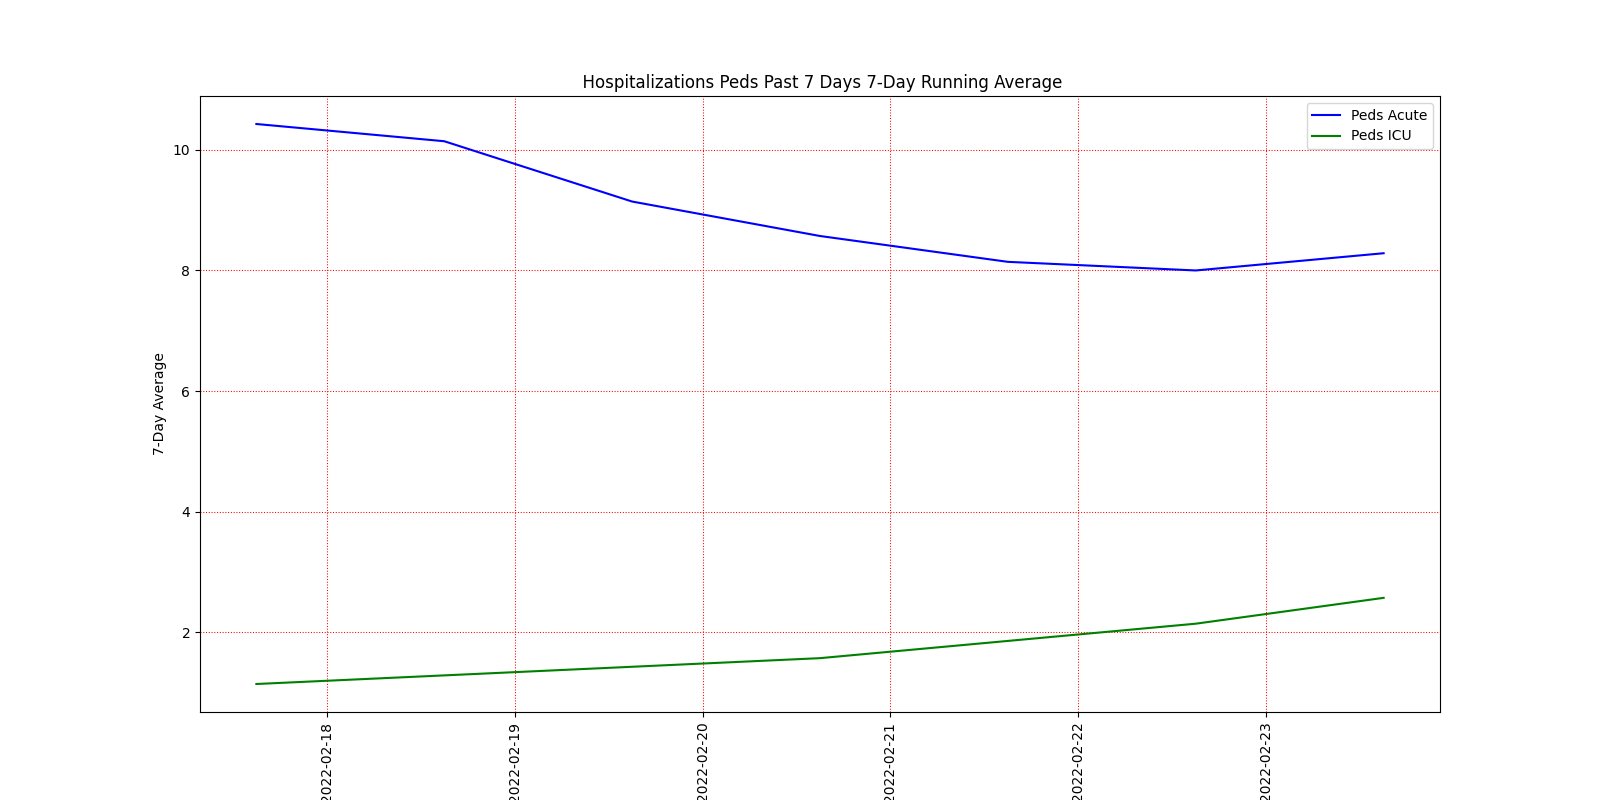 Hospitalizations Peds Past 7 Days 7-Day Running Average
Peds Acute
Peds ICU
10
8
6
4
2
7-Day Average
2022-02-18
2022-02-19
2022-02-20
2022-02-21
2022-02-22
2022-02-23